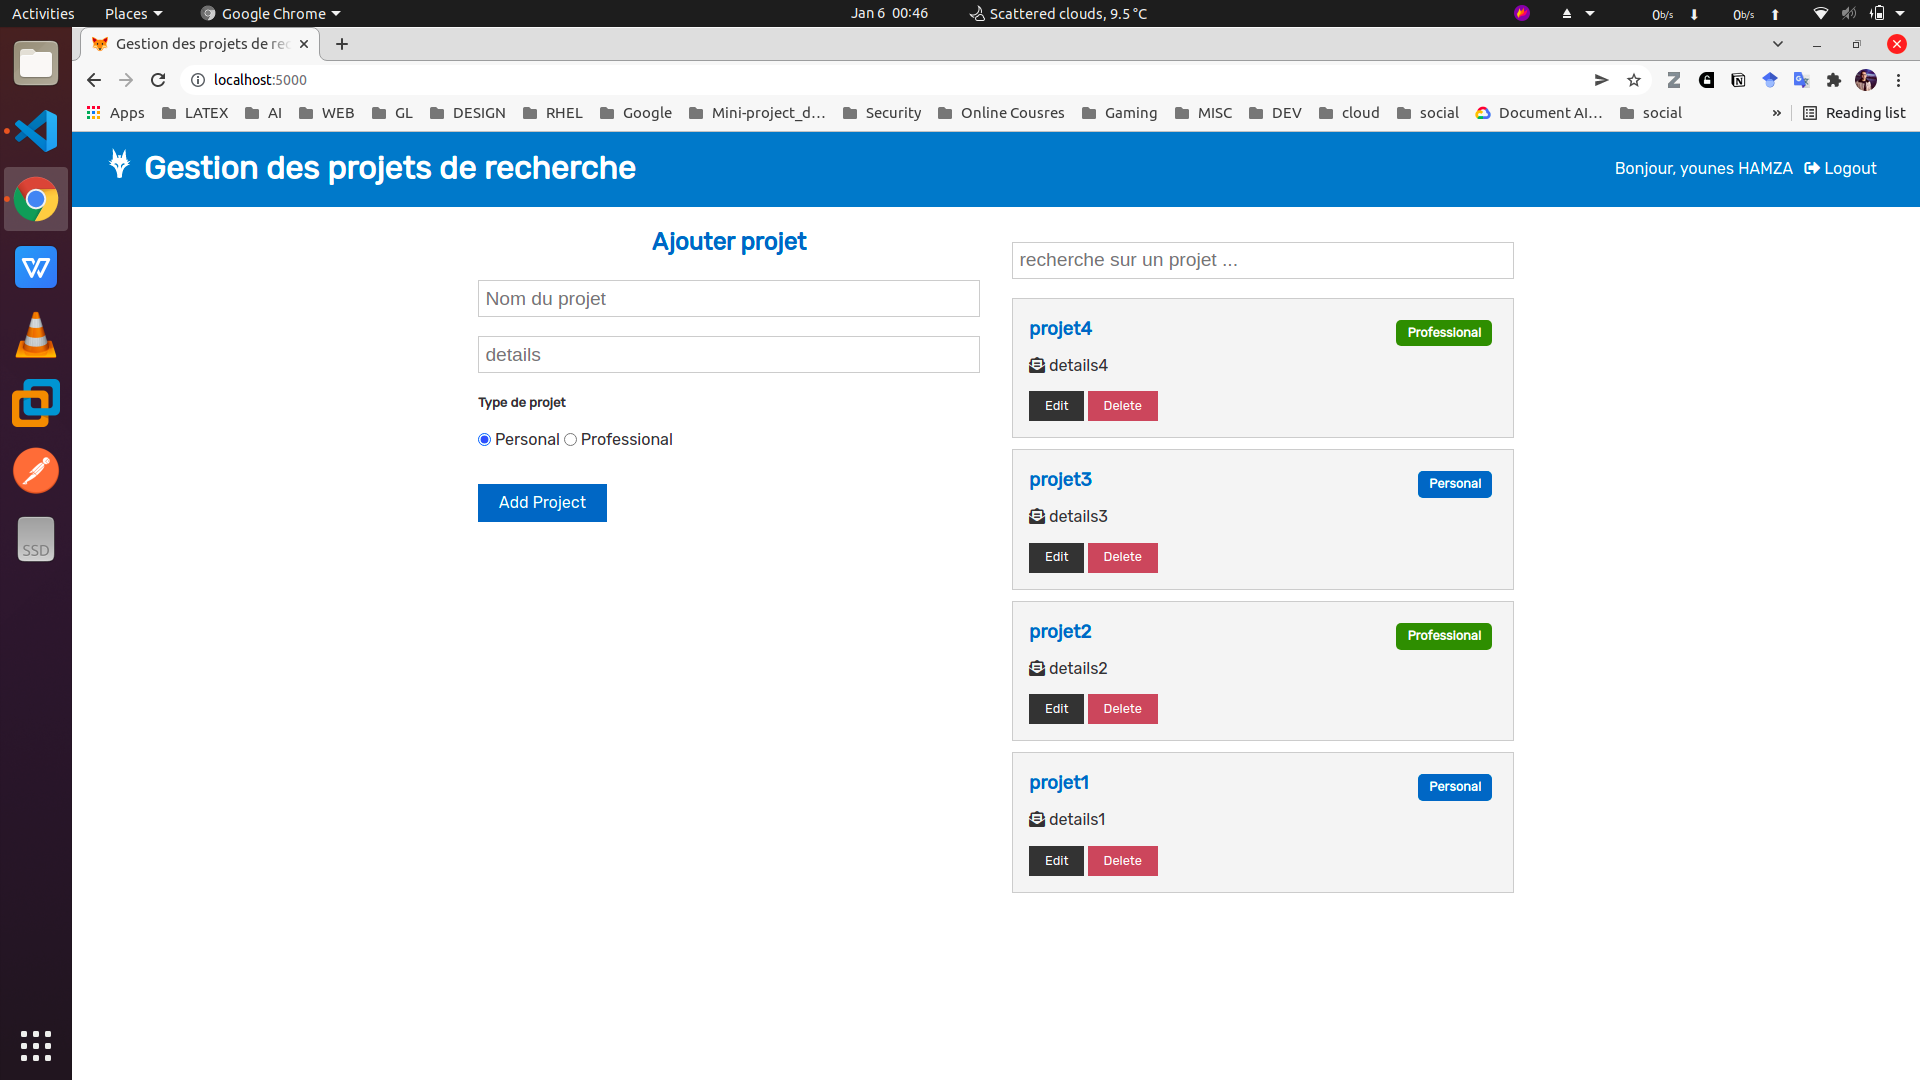 Activities Places Google Chrome Jan 6 00:46 Scattered clouds, 9.5 °C 0b/s 0b/s
Gestion des projets de rec
localhost:5000
Apps LATEX AI WEB GL DESIGN RHEL Google Mini-project_d… Security Online Cousres Gaming MISC DEV cloud social Document AI… social » Reading list
Gestion des projets de recherche
Bonjour, younes HAMZA Logout
Ajouter projet
Nom du projet
details
Type de projet
Personal Professional
Add Project
recherche sur un projet ...
projet4 Professional
details4
Edit Delete
projet3 Personal
details3
Edit Delete
projet2 Professional
details2
Edit Delete
projet1 Personal
details1
Edit Delete
SSD